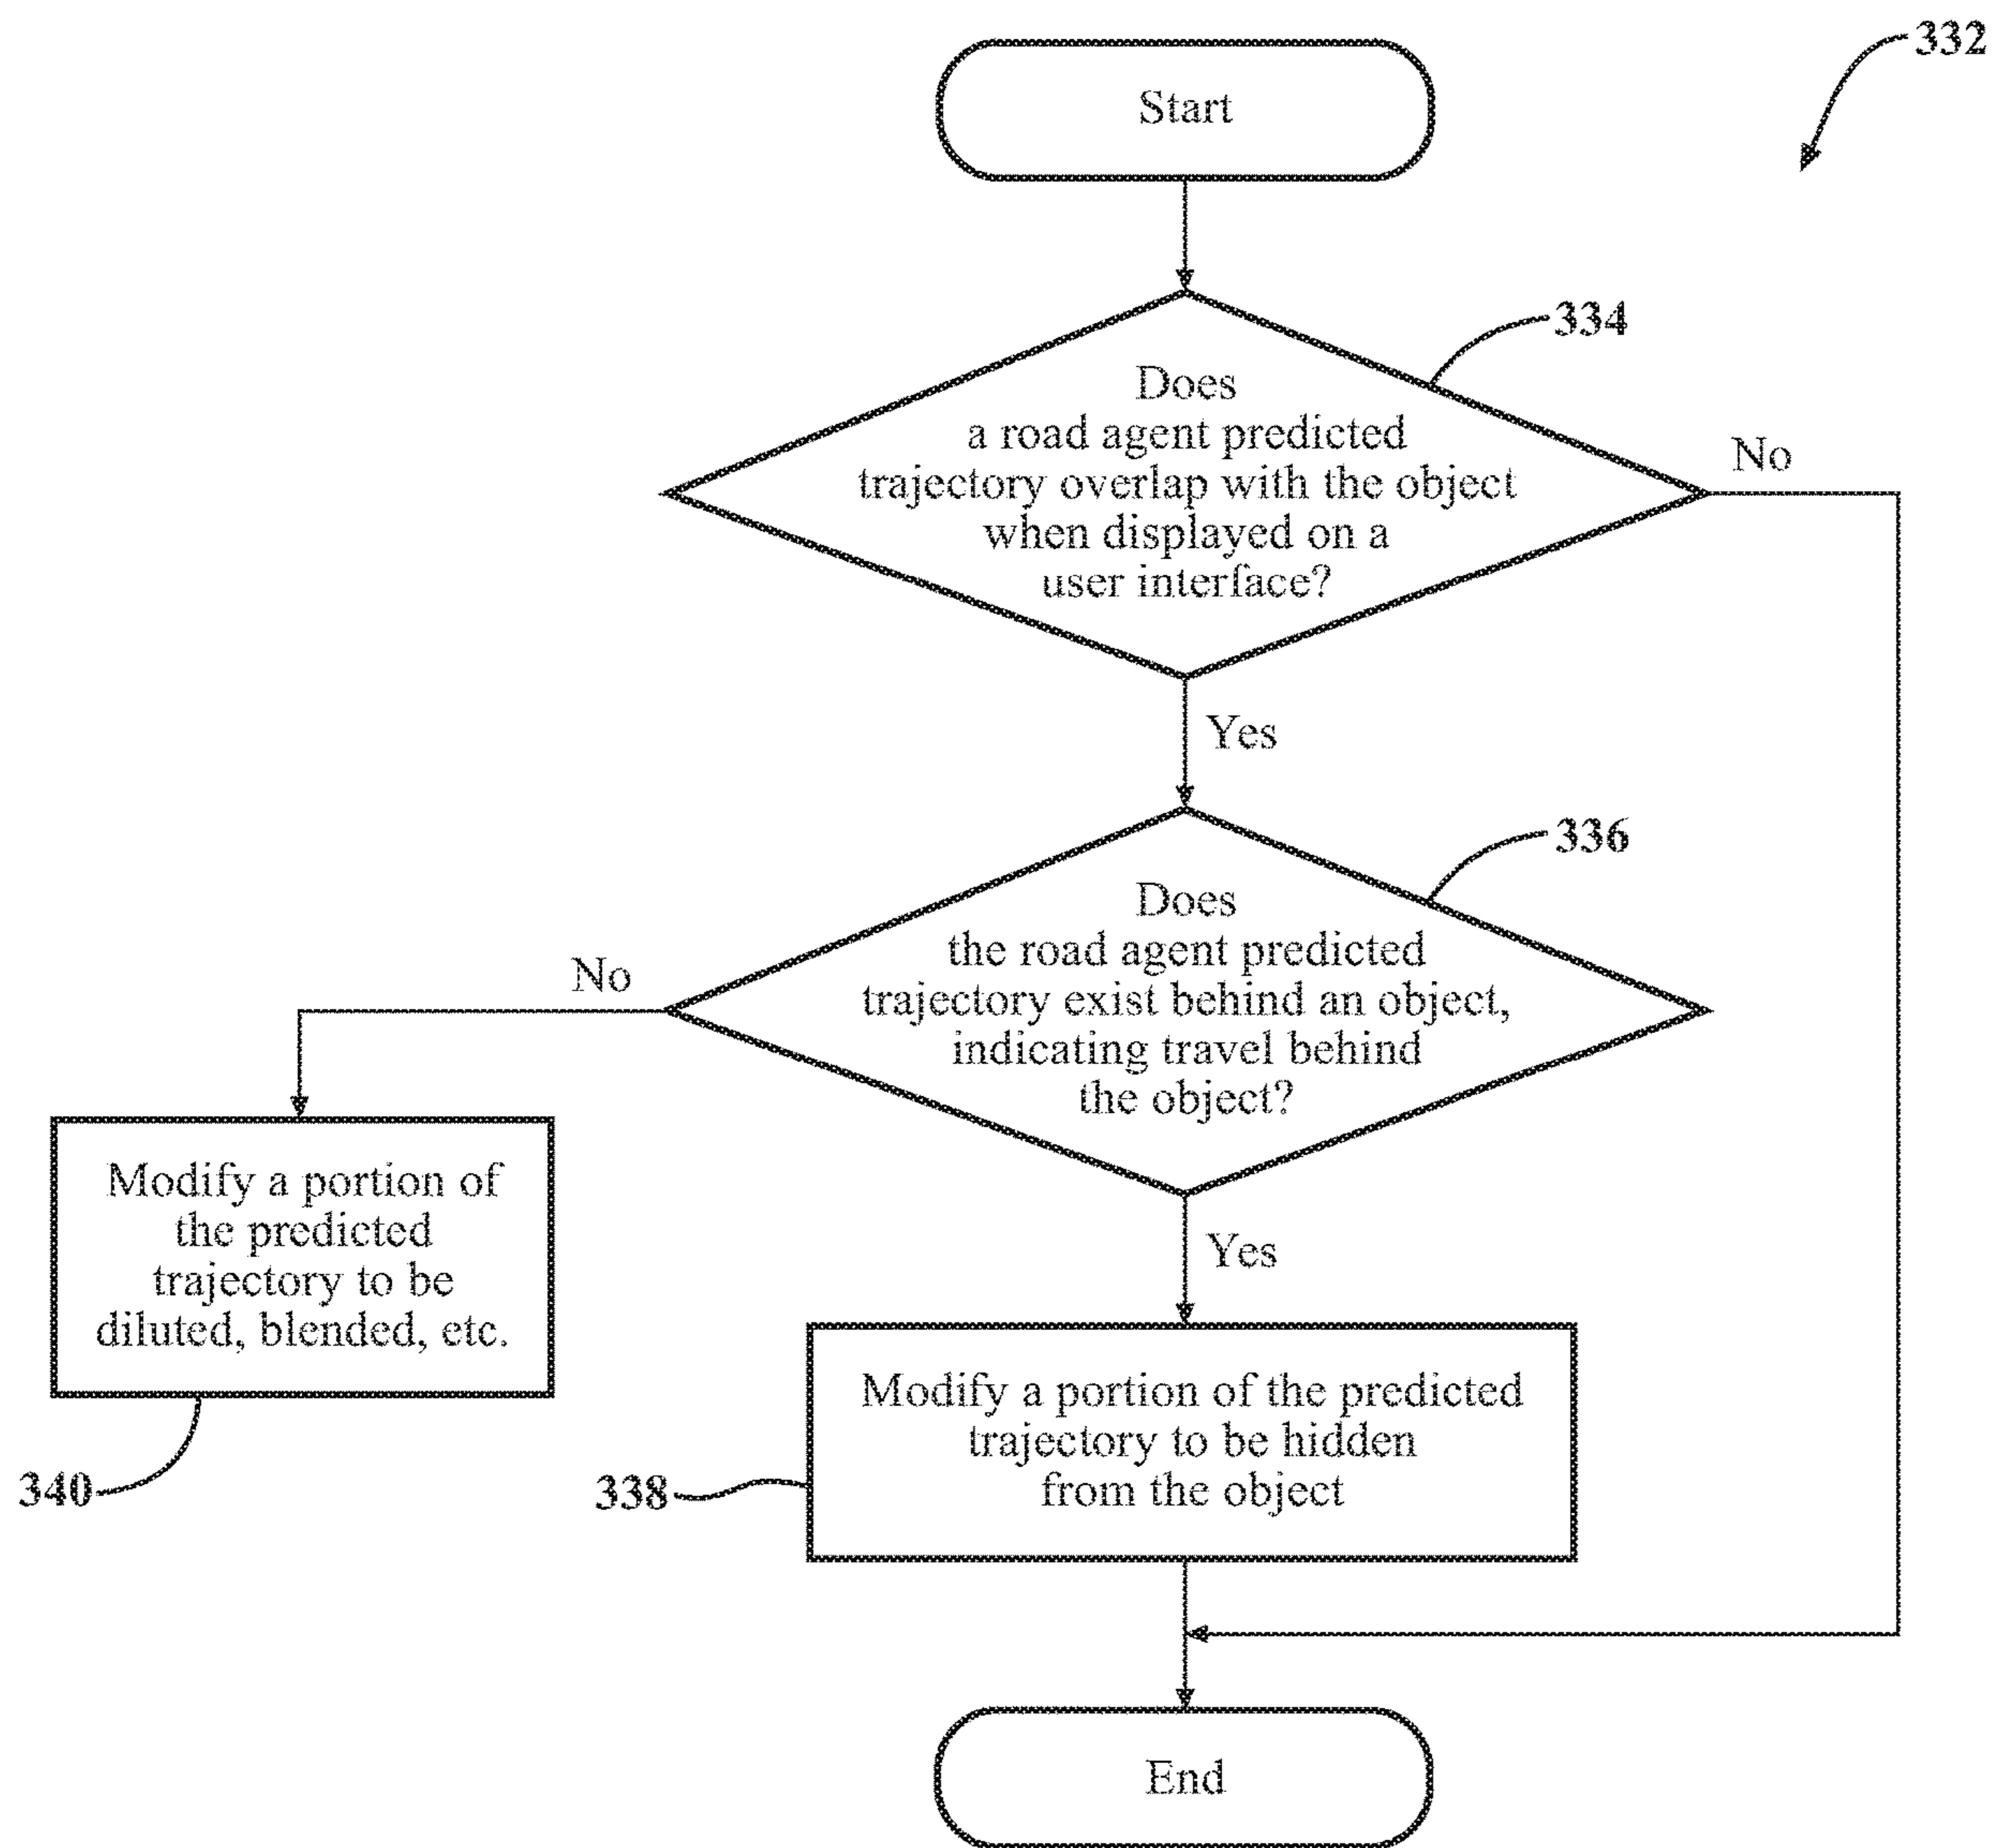 332
Start
334
Does
a road agent predicted
trajectory overlap with the object
when displayed on a
user interface?
No
Yes
336
Does
the road agent predicted
trajectory exist behind an object,
indicating travel behind
the object?
No
Modify a portion of
the predicted
trajectory to be
diluted, blended, etc.
340
Yes
Modify a portion of the predicted
trajectory to be hidden
from the object
338
End